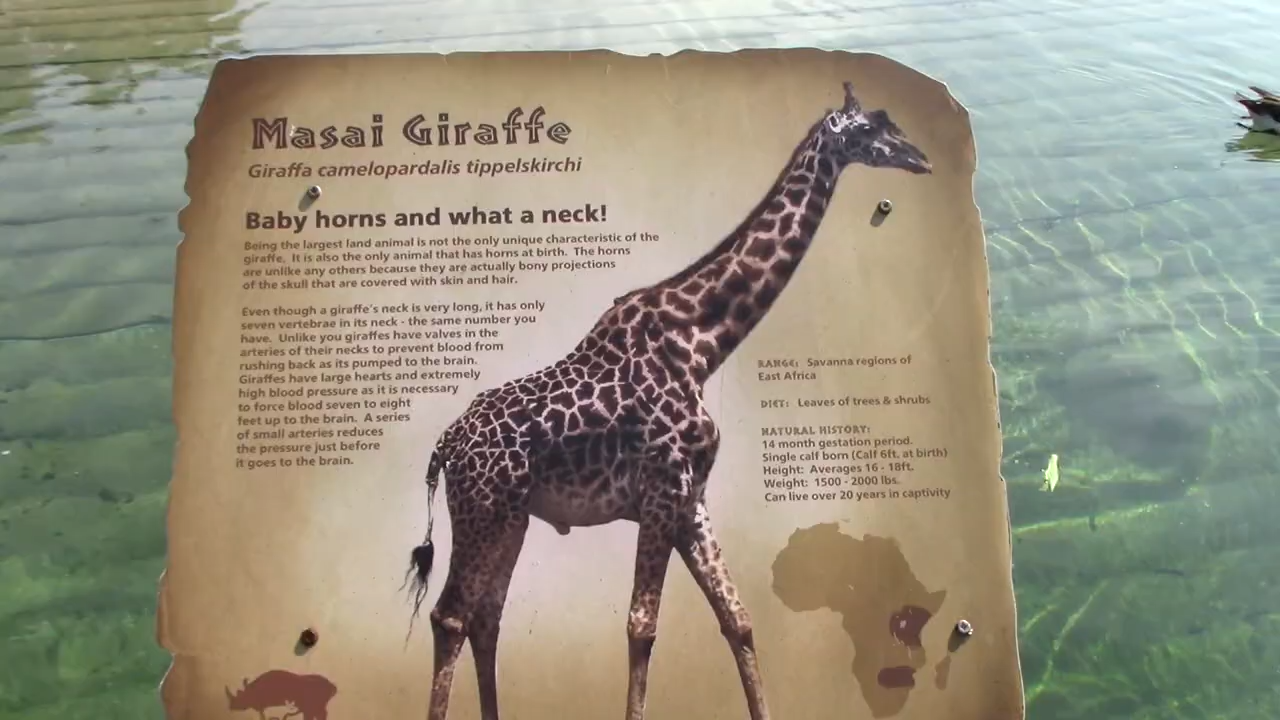 Masai Giraffe
Giraffa camelopardalis tippelskirchi
Baby horns and what a neck!
Being the largest land animal is not the only unique characteristic of the
giraffe. It is also the only animal that has horns at birth. The horns
are unlike any others because they are actually bony projections
of the skull that are covered with skin and hair.
Even though a giraffe's neck is very long, it has only
seven vertebrae in its neck - the same number you
have. Unlike you giraffes have valves in the
arteries of their necks to prevent blood from
rushing back as its pumped to the brain.
Giraffes have large hearts and extremely
high blood pressure as it is necessary
to force blood seven to eight
feet up to the brain. A series
of small arteries reduces
the pressure just before
it goes to the brain.
RANGE: Savanna regions of
East Africa
DIET: Leaves of trees & shrubs
NATURAL HISTORY:
14 month gestation period.
Single calf born (Calf 6ft. at birth)
Height: Averages 16 - 18ft.
Weight: 1500 - 2000 lbs.
Can live over 20 years in captivity